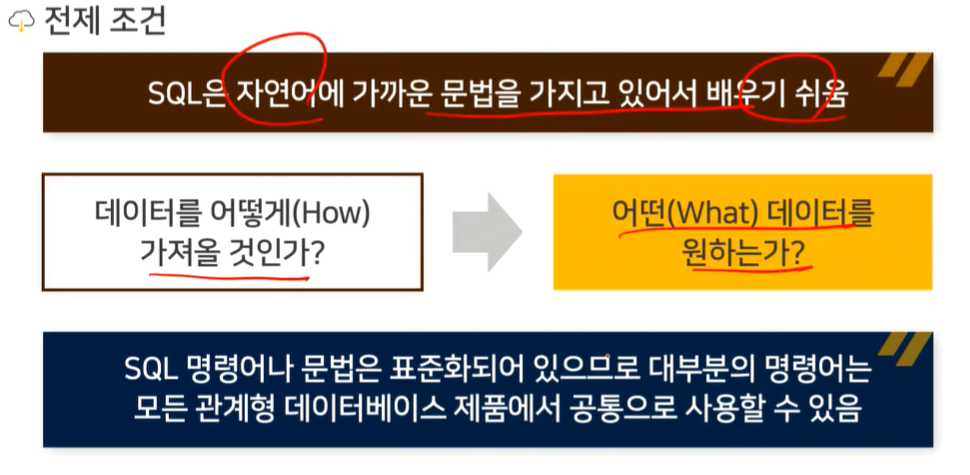 전제 조건
SQL은 자연어에 가까운 문법을 가지고 있어서 배우기 쉬움
데이터를 어떻게(How)
가져올 것인가?
어떤(What) 데이터를
원하는가?
SQL 명령어나 문법은 표준화되어 있으므로 대부분의 명령어는
모든 관계형 데이터베이스 제품에서 공통으로 사용할 수 있음